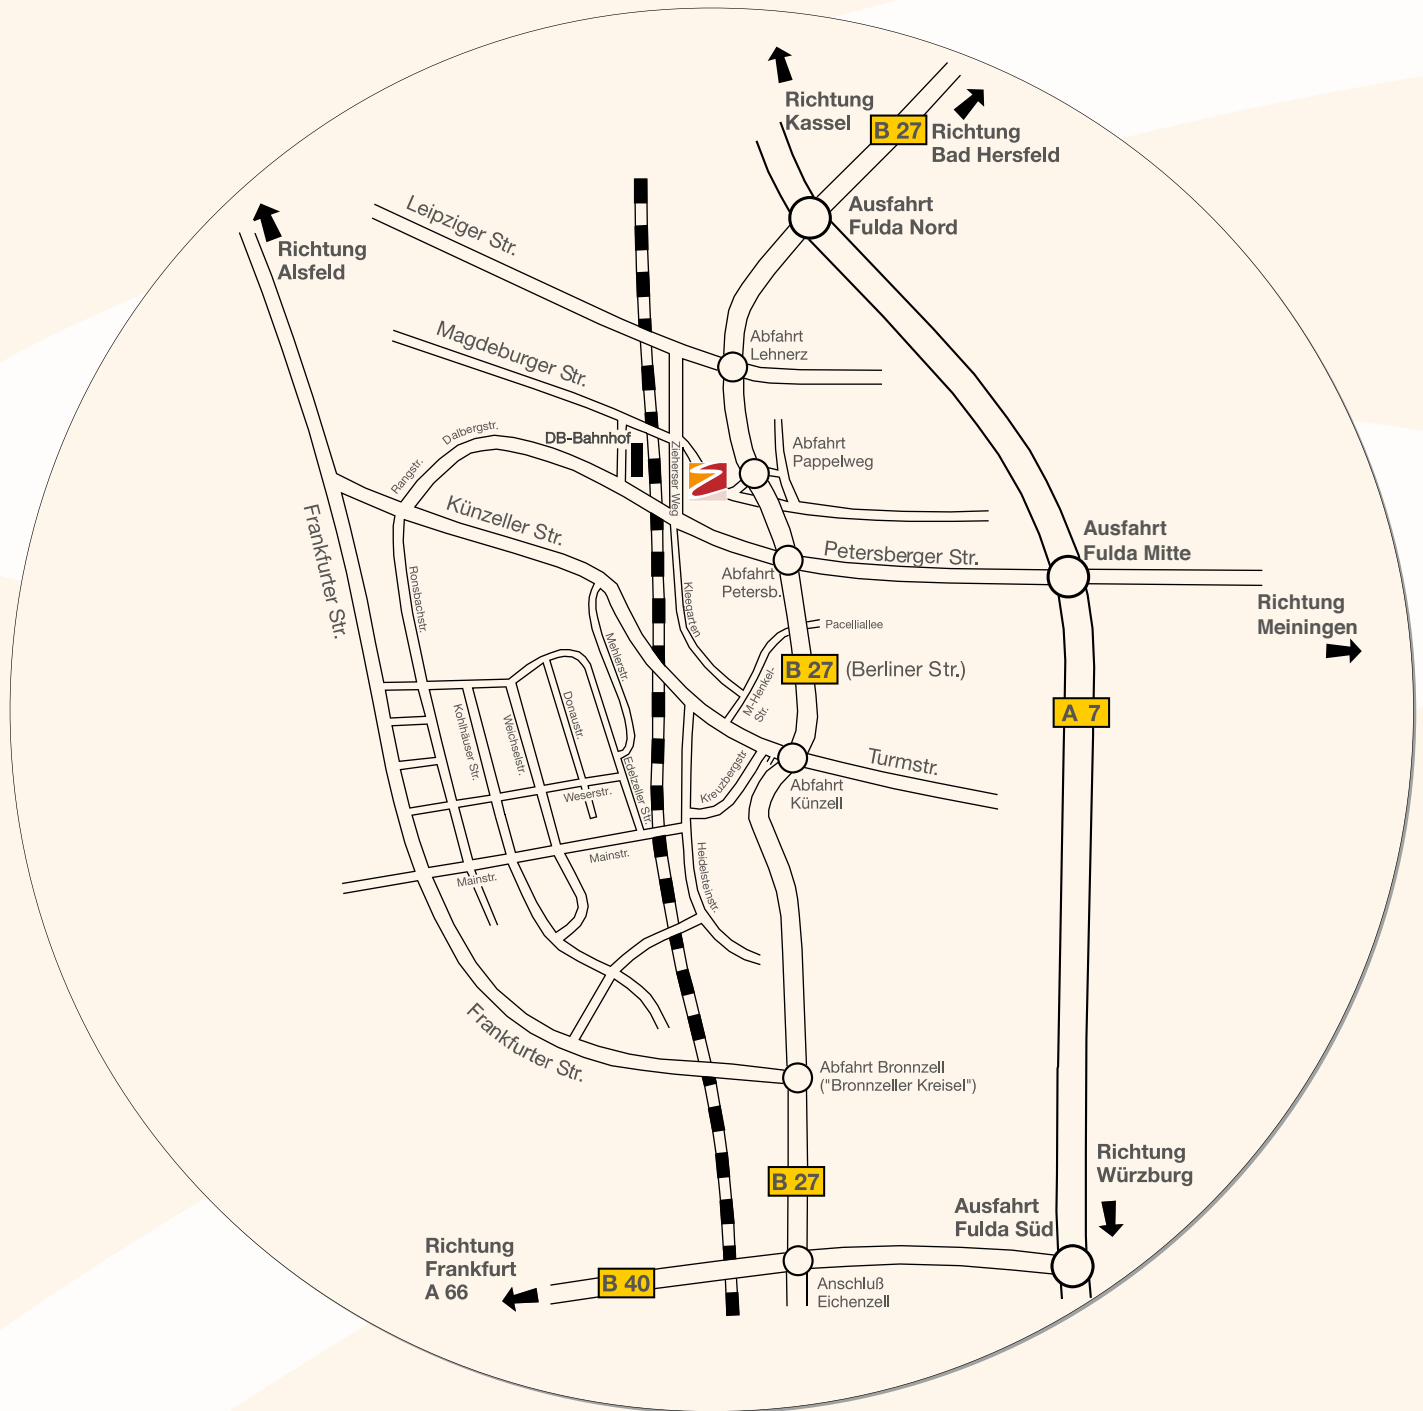 Richtung
Kassel
B 27
Richtung
Bad Hersfeld
Ausfahrt
Fulda Nord
Leipziger Str.
Richtung
Alsfeld
Magdeburger Str.
Abfahrt
Lehnerz
Dalbergstr.
DB-Bahnhof
Rangstr.
Zieherser Weg
Abfahrt
Pappelweg
Künzeller Str.
Frankfurter Str.
Petersberger Str.
Ausfahrt
Fulda Mitte
Abfahrt
Petersb.
Ronsbachstr.
Kleegarten
Richtung
Meiningen
Pacelliallee
Mehlerstr.
B 27
(Berliner Str.)
M-Henkel-
Str.
A 7
Kohlhäuser Str.
Weichselstr.
Donaustr.
Turmstr.
Edelzeller Str.
Kreuzbergstr.
Abfahrt
Künzell
Weserstr.
Mainstr.
Mainstr.
Heidelsteinstr.
Frankfurter Str.
Abfahrt Bronnzell
("Bronnzeller Kreisel")
Richtung
Würzburg
B 27
Ausfahrt
Fulda Süd
Richtung
Frankfurt
A 66
B 40
Anschluß
Eichenzell